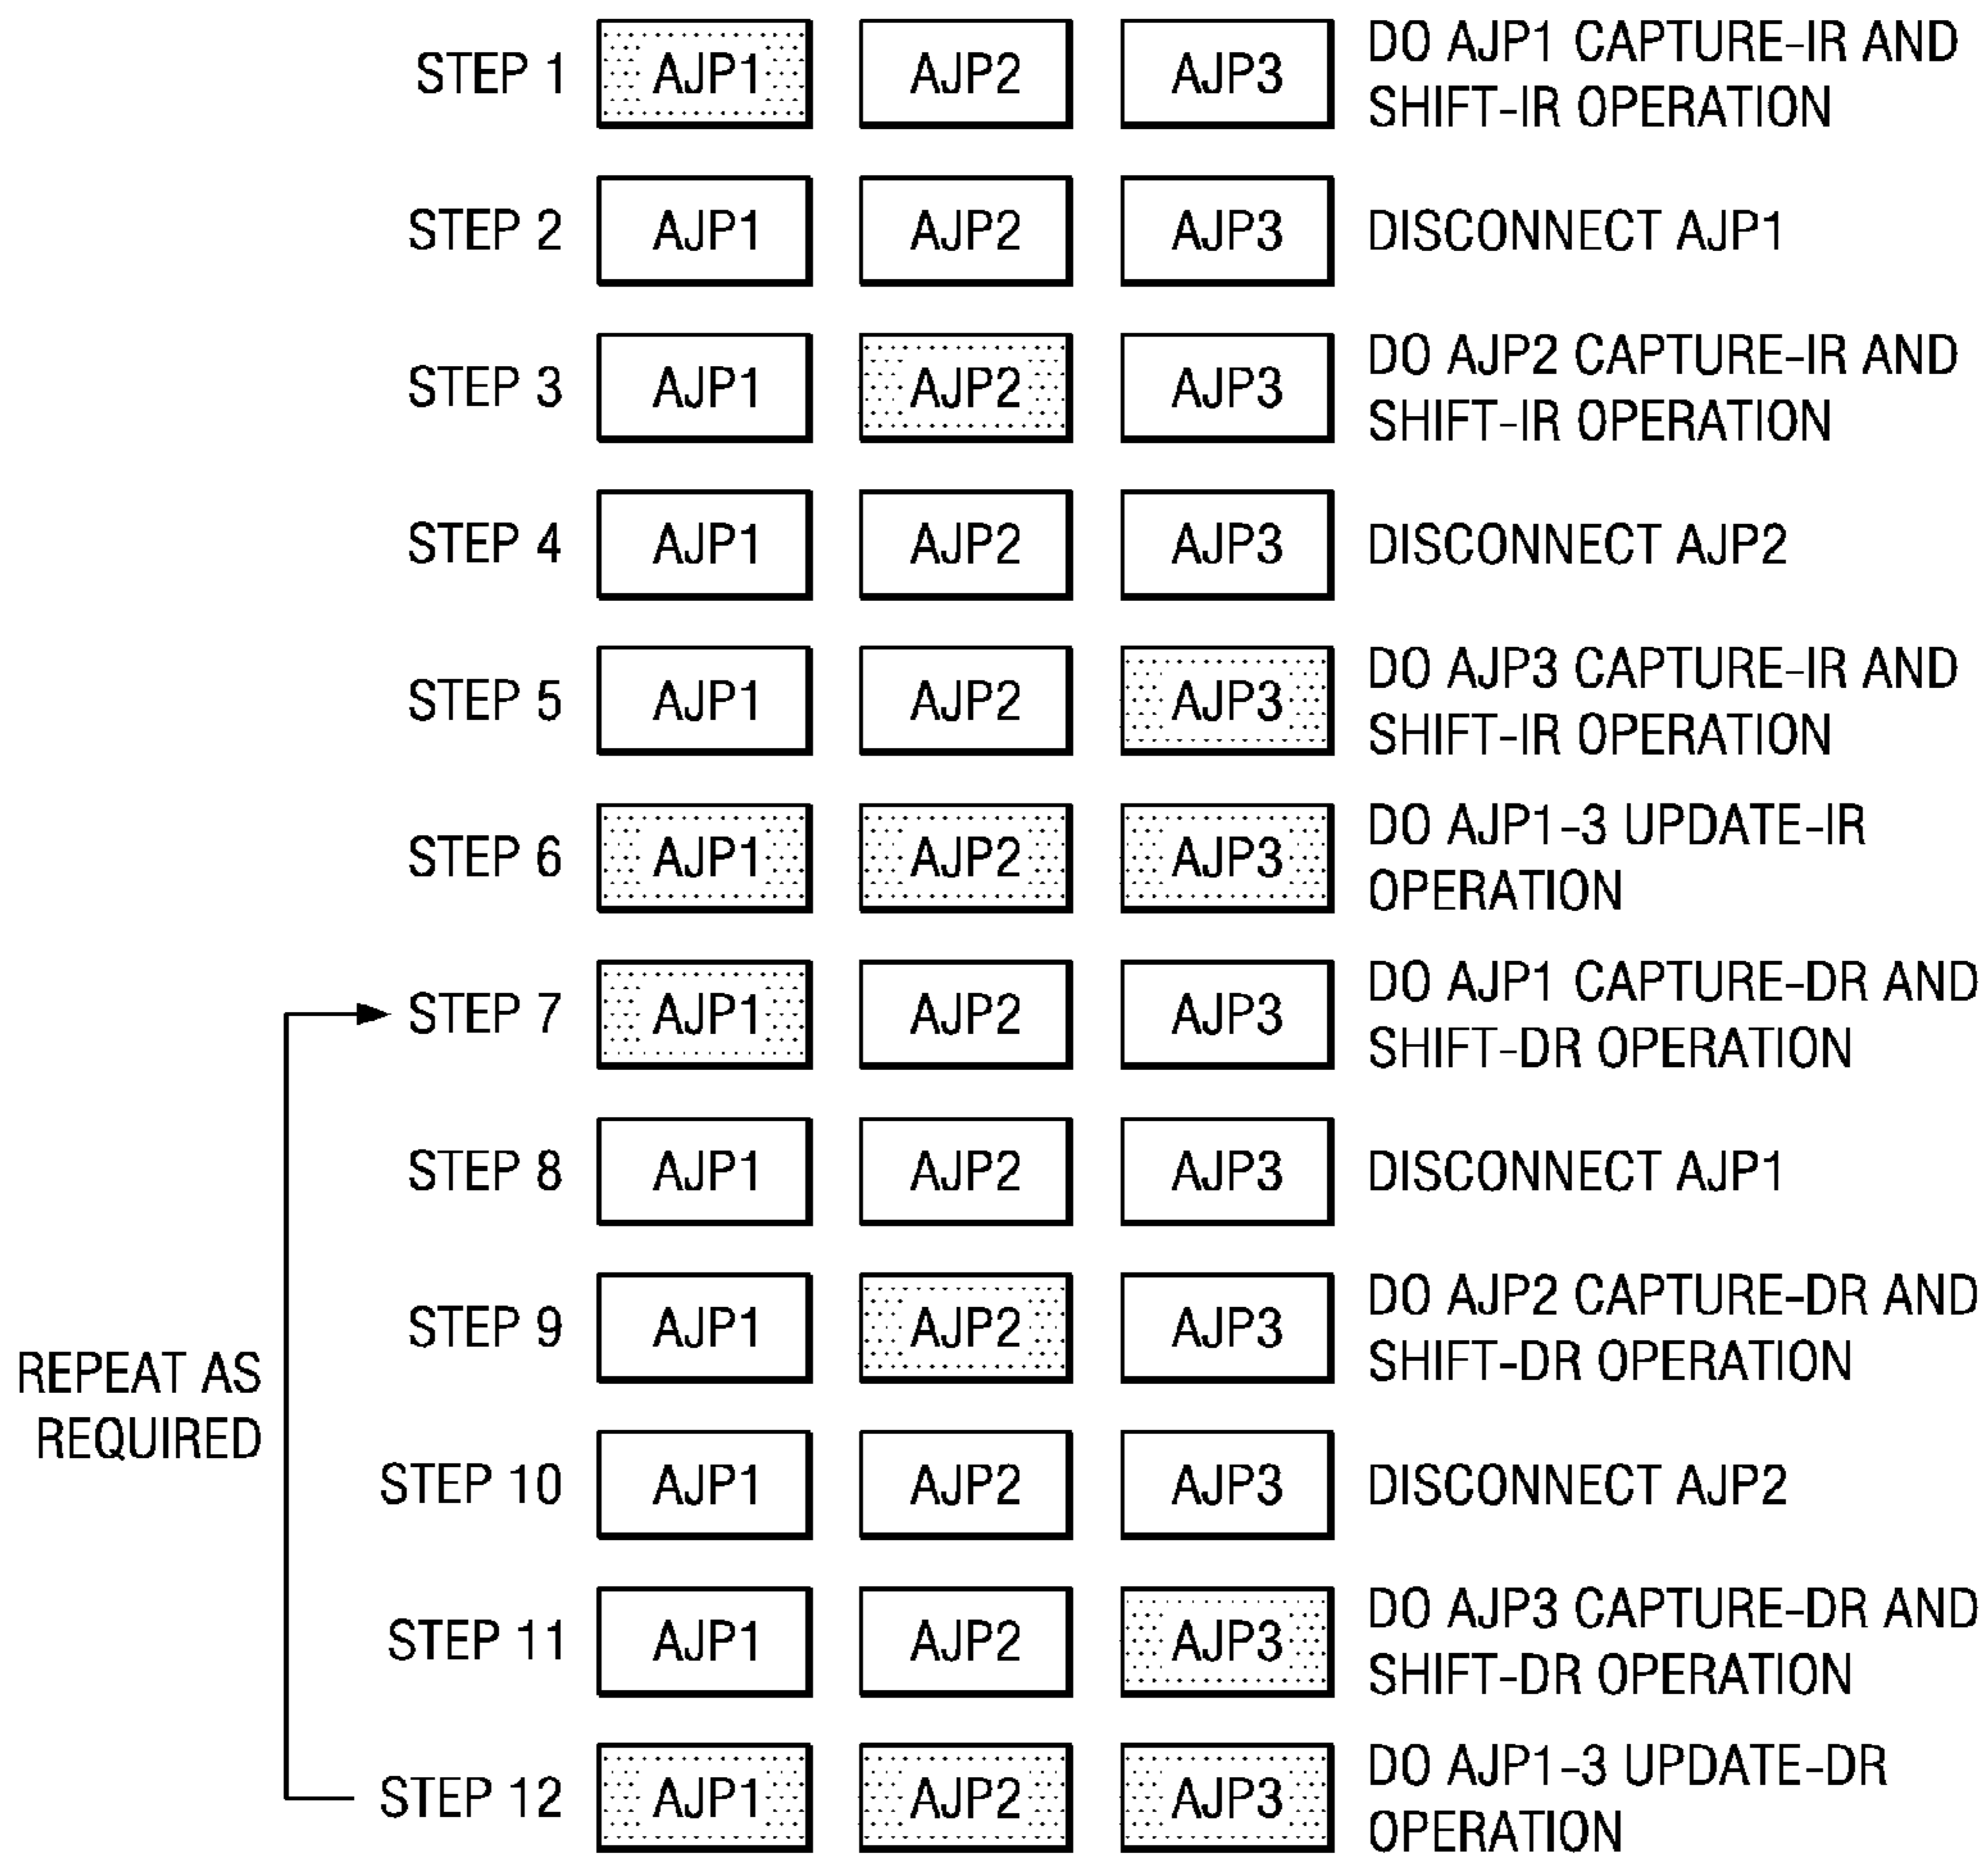 STEP 1 AJP1 AJP2 AJP3 DO AJP1 CAPTURE-IR AND
SHIFT-IR OPERATION
STEP 2 AJP1 AJP2 AJP3 DISCONNECT AJP1
STEP 3 AJP1 AJP2 AJP3 DO AJP2 CAPTURE-IR AND
SHIFT-IR OPERATION
STEP 4 AJP1 AJP2 AJP3 DISCONNECT AJP2
STEP 5 AJP1 AJP2 AJP3 DO AJP3 CAPTURE-IR AND
SHIFT-IR OPERATION
STEP 6 AJP1 AJP2 AJP3 DO AJP1-3 UPDATE-IR
OPERATION
STEP 7 AJP1 AJP2 AJP3 DO AJP1 CAPTURE-DR AND
SHIFT-DR OPERATION
STEP 8 AJP1 AJP2 AJP3 DISCONNECT AJP1
STEP 9 AJP1 AJP2 AJP3 DO AJP2 CAPTURE-DR AND
SHIFT-DR OPERATION
REPEAT AS
REQUIRED
STEP 10 AJP1 AJP2 AJP3 DISCONNECT AJP2
STEP 11 AJP1 AJP2 AJP3 DO AJP3 CAPTURE-DR AND
SHIFT-DR OPERATION
STEP 12 AJP1 AJP2 AJP3 DO AJP1-3 UPDATE-DR
OPERATION